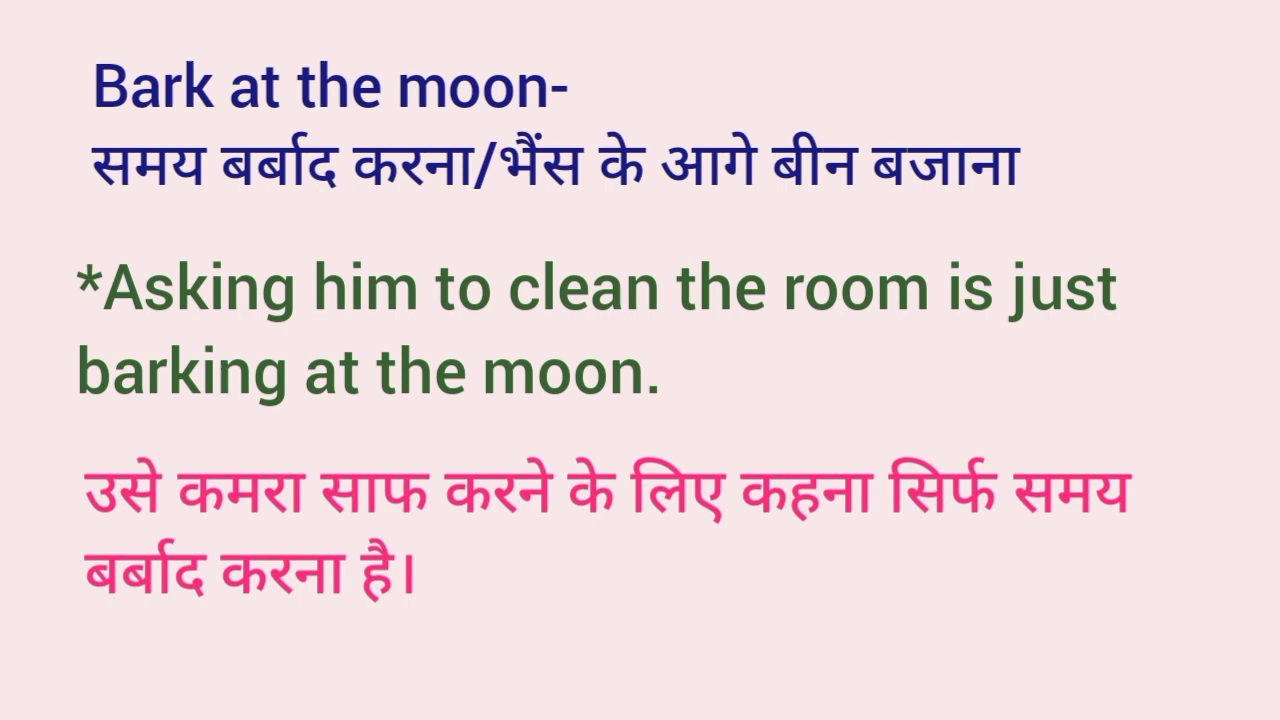 Bark at the moon-
समय बर्बाद करना/भैंस के आगे बीन बजाना
*Asking him to clean the room is just
barking at the moon.
उसे कमरा साफ करने के लिए कहना सिर्फ समय
बर्बाद करना है।